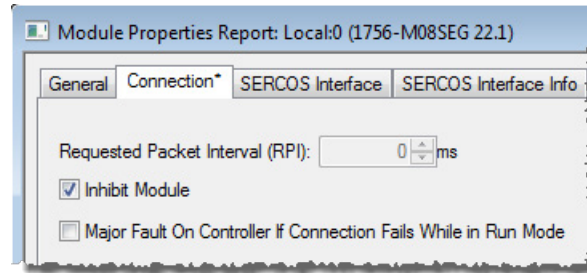 Module Properties Report: Local:0 (1756-M08SEG 22.1)
General Connection* SERCOS Interface SERCOS Interface Info
Requested Packet Interval (RPI): 0 ms
Inhibit Module
Major Fault On Controller If Connection Fails While in Run Mode